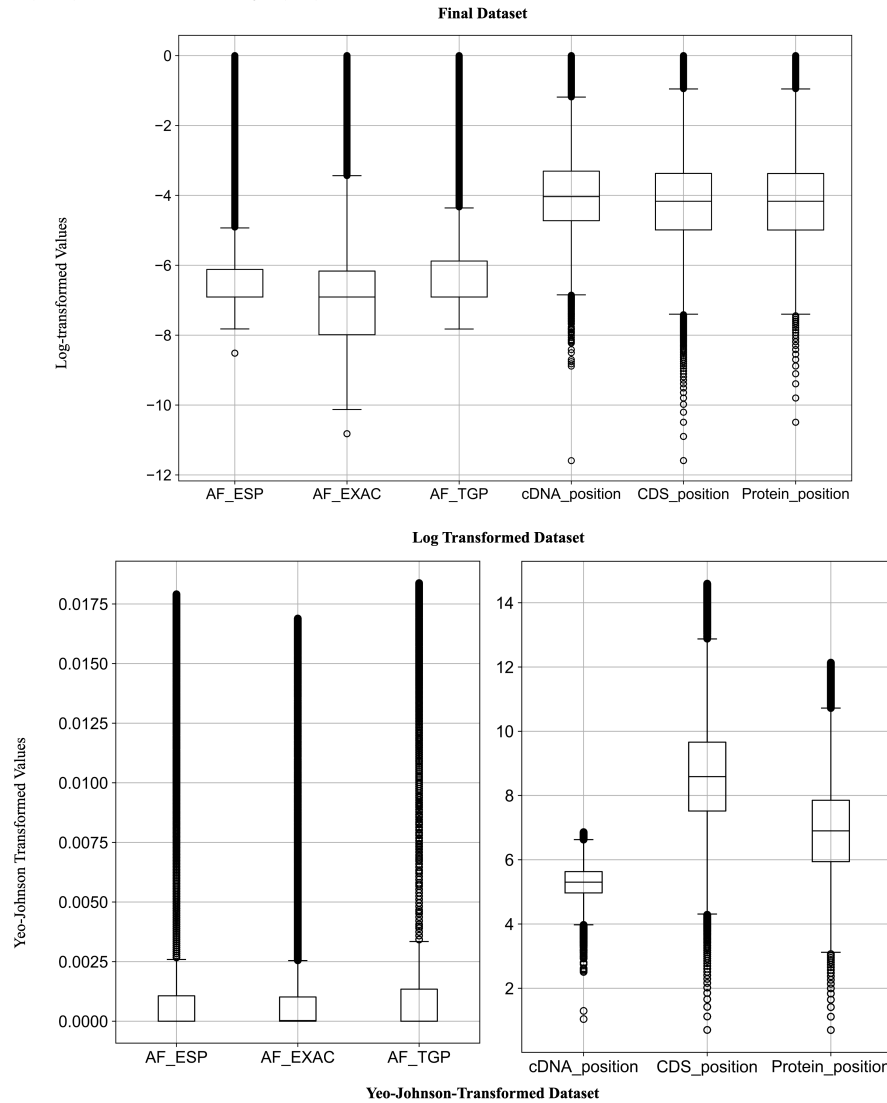 Final Dataset
0
−2
−4
−6
−8
−10
−12
Log-transformed Values
AF_ESP AF_EXAC AF_TGP cDNA_position CDS_position Protein_position
Log Transformed Dataset
0.0175
0.0150
0.0125
0.0100
0.0075
0.0050
0.0025
0.0000
Yeo-Johnson Transformed Values
AF_ESP AF_EXAC AF_TGP
14
12
10
8
6
4
2
cDNA_position CDS_position Protein_position
Yeo-Johnson-Transformed Dataset